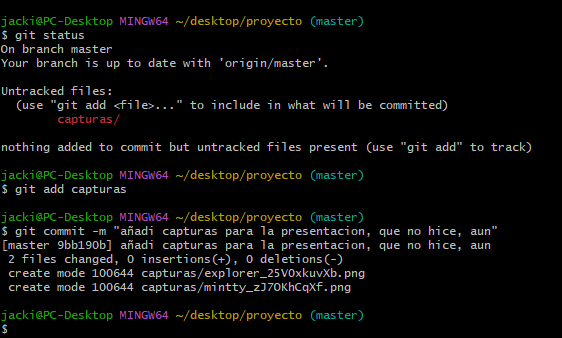 jacki@PC-Desktop MINGW64 ~/desktop/proyecto (master)
$ git status
On branch master
Your branch is up to date with 'origin/master'.
Untracked files:
(use "git add <file>..." to include in what will be committed)
capturas/
nothing added to commit but untracked files present (use "git add" to track)
jacki@PC-Desktop MINGW64 ~/desktop/proyecto (master)
$ git add capturas
jacki@PC-Desktop MINGW64 ~/desktop/proyecto (master)
$ git commit -m "añadi capturas para la presentacion, que no hice, aun"
[master 9bb190b] añadi capturas para la presentacion, que no hice, aun
2 files changed, 0 insertions(+), 0 deletions(-)
create mode 100644 capturas/explorer_25VOxkuvXb.png
create mode 100644 capturas/mintty_zJ7OKhCqXf.png
jacki@PC-Desktop MINGW64 ~/desktop/proyecto (master)
$